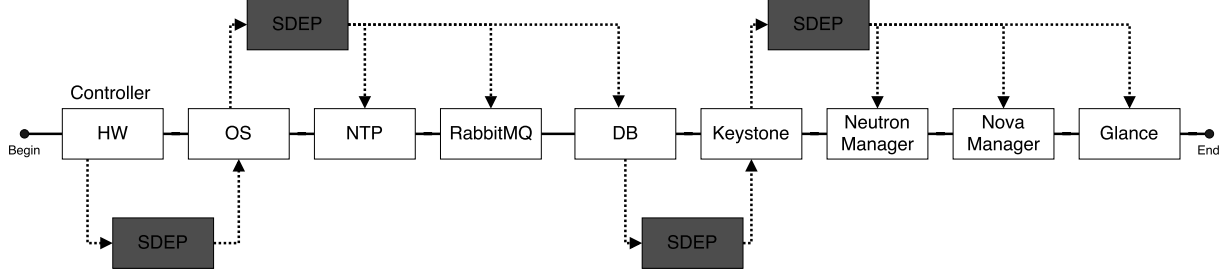 SDEP
SDEP
Controller
HW
OS
NTP
RabbitMQ
DB
Keystone
Neutron
Manager
Nova
Manager
Glance
Begin
End
SDEP
SDEP